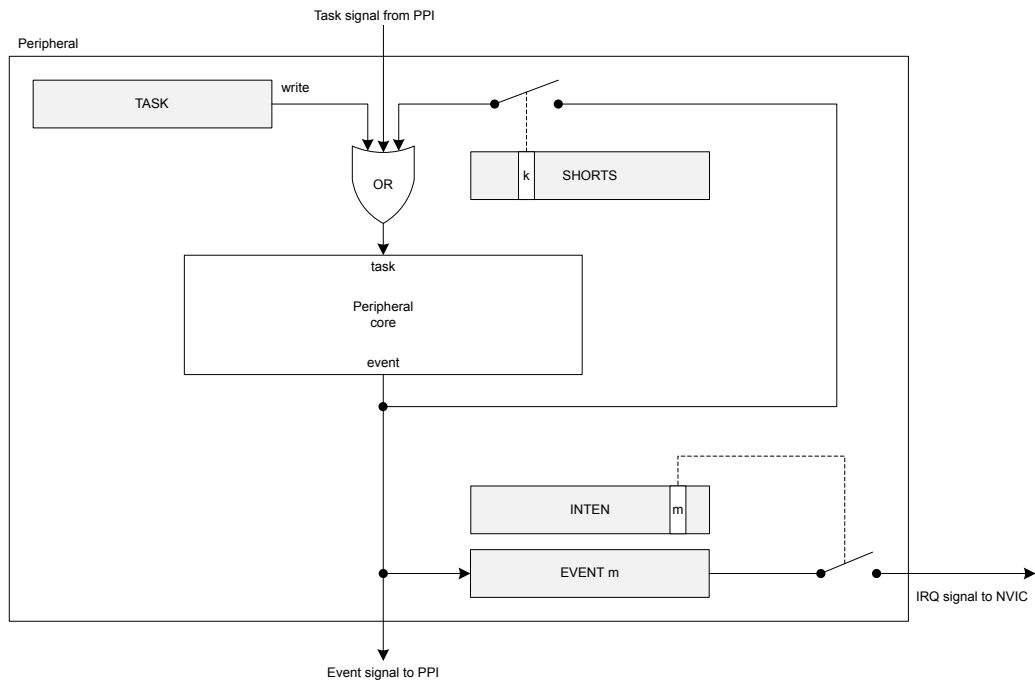 Task signal from PPI
Peripheral
TASK
write
k
SHORTS
OR
task
Peripheral
core
event
INTEN
m
EVENT m
IRQ signal to NVIC
Event signal to PPI